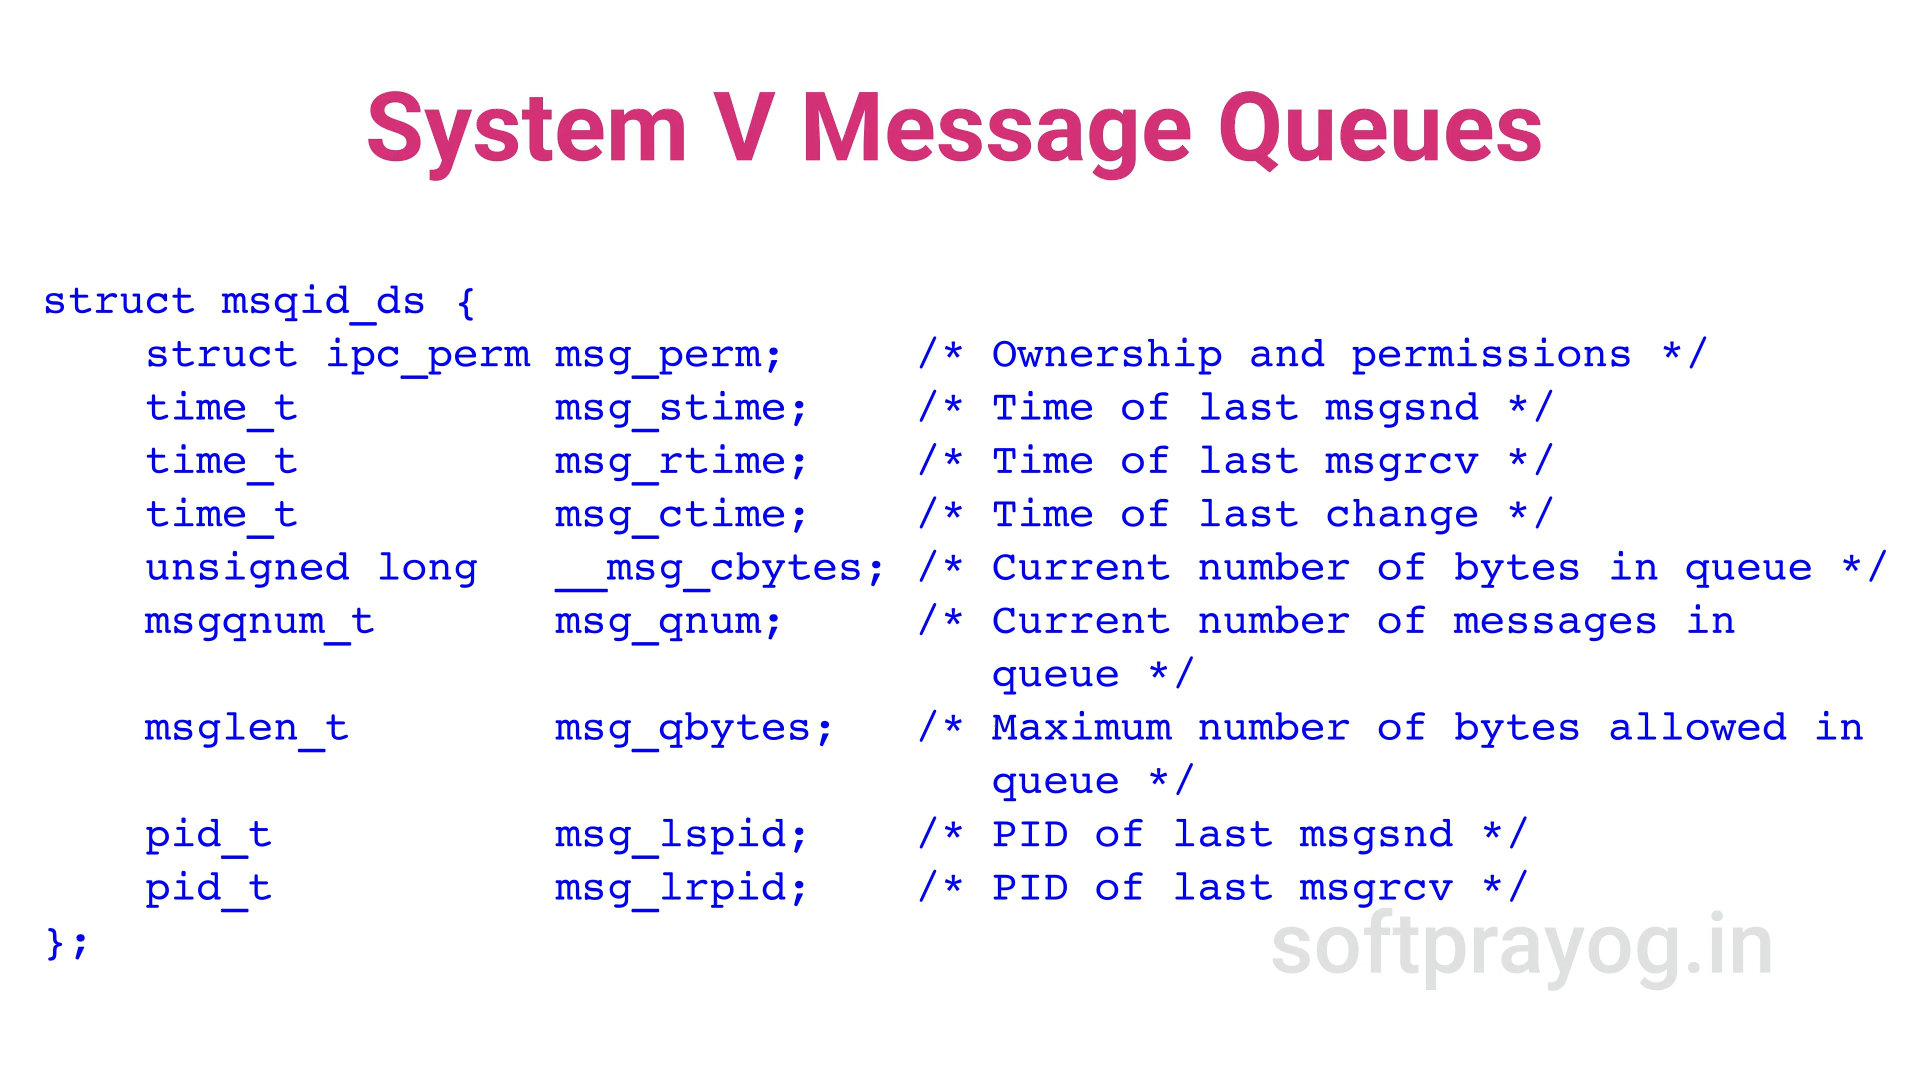 System V Message Queues
struct msqid_ds {
    struct ipc_perm msg_perm;     /* Ownership and permissions */
    time_t          msg_stime;    /* Time of last msgsnd */
    time_t          msg_rtime;    /* Time of last msgrcv */
    time_t          msg_ctime;    /* Time of last change */
    unsigned long   __msg_cbytes; /* Current number of bytes in queue */
    msgqnum_t       msg_qnum;     /* Current number of messages in
                                     queue */
    msglen_t        msg_qbytes;   /* Maximum number of bytes allowed in
                                     queue */
    pid_t           msg_lspid;    /* PID of last msgsnd */
    pid_t           msg_lrpid;    /* PID of last msgrcv */
};
softprayog.in